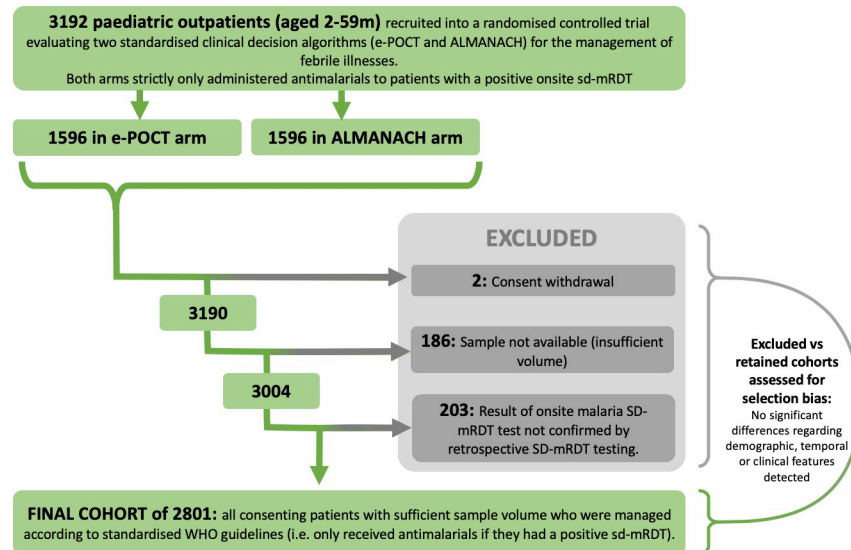 3192 paediatric outpatients (aged 2-59m) recruited into a randomised controlled trial
evaluating two standardised clinical decision algorithms (e-POCT and ALMANACH) for the management of
febrile illnesses.
Both arms strictly only administered antimalarials to patients with a positive onsite sd-mRDT
1596 in e-POCT arm
1596 in ALMANACH arm
EXCLUDED
2: Consent withdrawal
3190
186: Sample not available (insufficient
volume)
3004
203: Result of onsite malaria SD-
mRDT test not confirmed by
retrospective SD-mRDT testing.
Excluded vs
retained cohorts
assessed for
selection bias:
No significant
differences regarding
demographic, temporal
or clinical features
detected
FINAL COHORT of 2801: all consenting patients with sufficient sample volume who were managed
according to standardised WHO guidelines (i.e. only received antimalarials if they had a positive sd-mRDT).